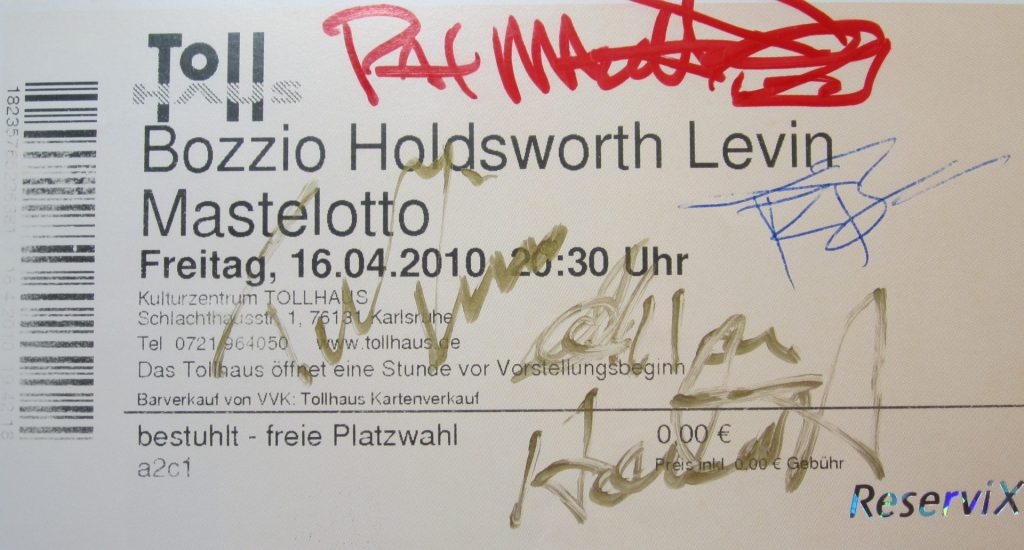 Toll
HAUS
Pat Mastelotto
Bozzio Holdsworth Levin
Mastelotto
Freitag, 16.04.2010 20:30 Uhr
Kulturzentrum TOLLHAUS
Schlachthausstr. 1, 76131 Karlsruhe
Tel 0721 964050 www.tollhaus.de
Das Tollhaus öffnet eine Stunde vor Vorstellungsbeginn
Barverkauf von VVK: Tollhaus Kartenverkauf
bestuhlt - freie Platzwahl 0,00 €
a2c1 Preis inkl. 0,00 € Gebühr
ReserviX